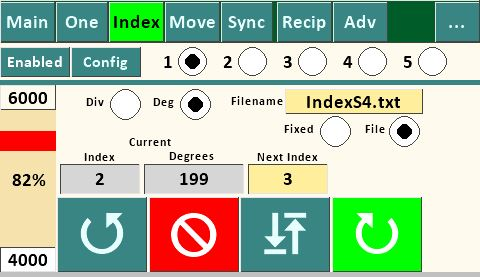 Main One Index Move Sync Recip Adv ...
Enabled Config 1 2 3 4 5
6000 Div Deg Filename IndexS4.txt
Fixed File
Current
Index Degrees Next Index
82% 2 199 3
4000